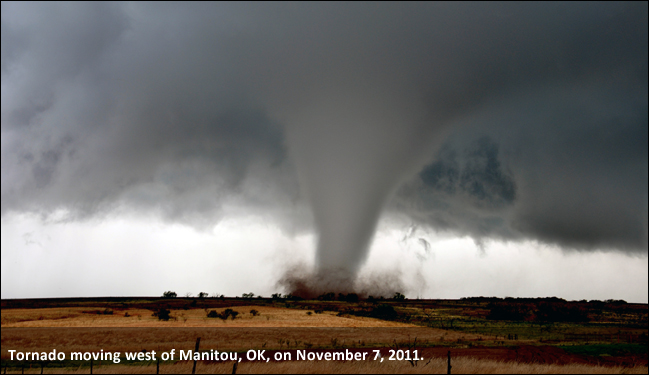 Tornado moving west of Manitou, OK, on November 7, 2011.